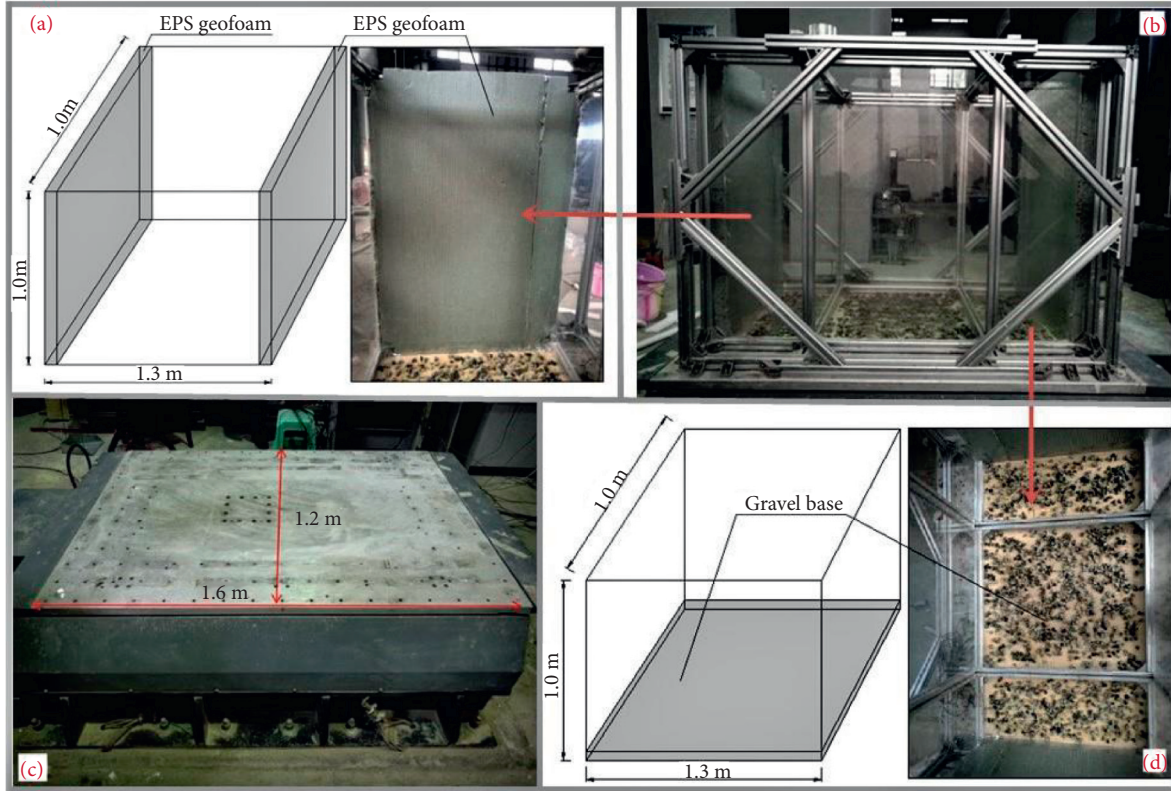 (a)
EPS geofoam
EPS geofoam
1.0m
1.0m
1.3 m
(b)
1.2 m
1.6 m
(c)
1.0 m
Gravel base
1.0 m
1.3 m
(d)